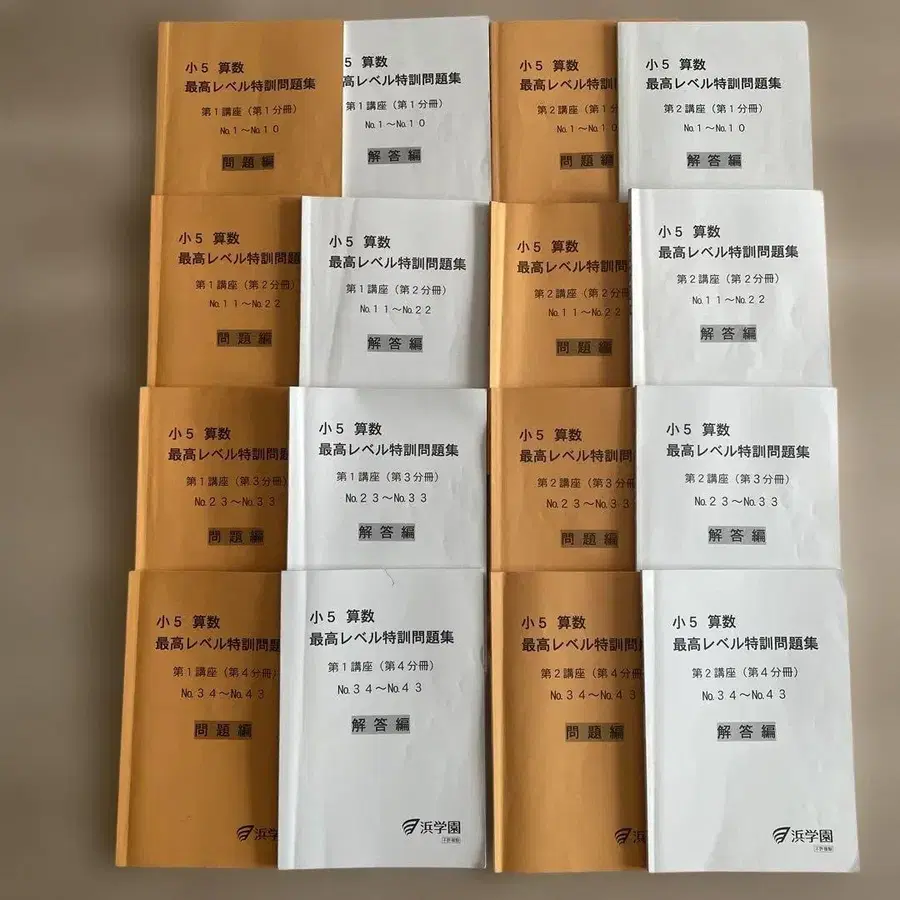 小5 算数
最高レベル特訓問題集
第1講座（第1分冊）
No.1～No.10
問題編
5 算数
高レベル特訓問題集
第1講座（第1分冊）
No.1～No.10
解答編
小5 算数
最高レベル特訓問
第2講座（第1分冊
No.1～No.10
問題編
小5 算数
最高レベル特訓問題集
第2講座（第1分冊）
No.1～No.10
解答編
小5 算数
最高レベル特訓問題
第1講座（第2分冊）
No.11～No.22
問題編
小5 算数
最高レベル特訓問題集
第1講座（第2分冊）
No.11～No.22
解答編
小5 算数
最高レベル特訓問
第2講座（第2分冊
No.11～No.22
問題編
小5 算数
最高レベル特訓問題集
第2講座（第2分冊）
No.11～No.22
解答編
小5 算数
最高レベル特訓問
第1講座（第3分冊）
No.23～No.33
問題編
小5 算数
最高レベル特訓問題集
第1講座（第3分冊）
No.23～No.33
解答編
小5 算数
最高レベル特訓問
第2講座（第3分冊
No.23～No.33
問題編
小5 算数
最高レベル特訓問題集
第2講座（第3分冊）
No.23～No.33
解答編
小5 算数
最高レベル特訓問
第1講座（第4分冊）
No.34～No.43
問題編
浜学園
小5 算数
最高レベル特訓問題集
第1講座（第4分冊）
No.34～No.43
解答編
浜学園
小5 算数
最高レベル特訓問
第2講座（第4分冊
No.34～No.43
問題編
小5 算数
最高レベル特訓問題集
第2講座（第4分冊）
No.34～No.43
解答編
浜学園